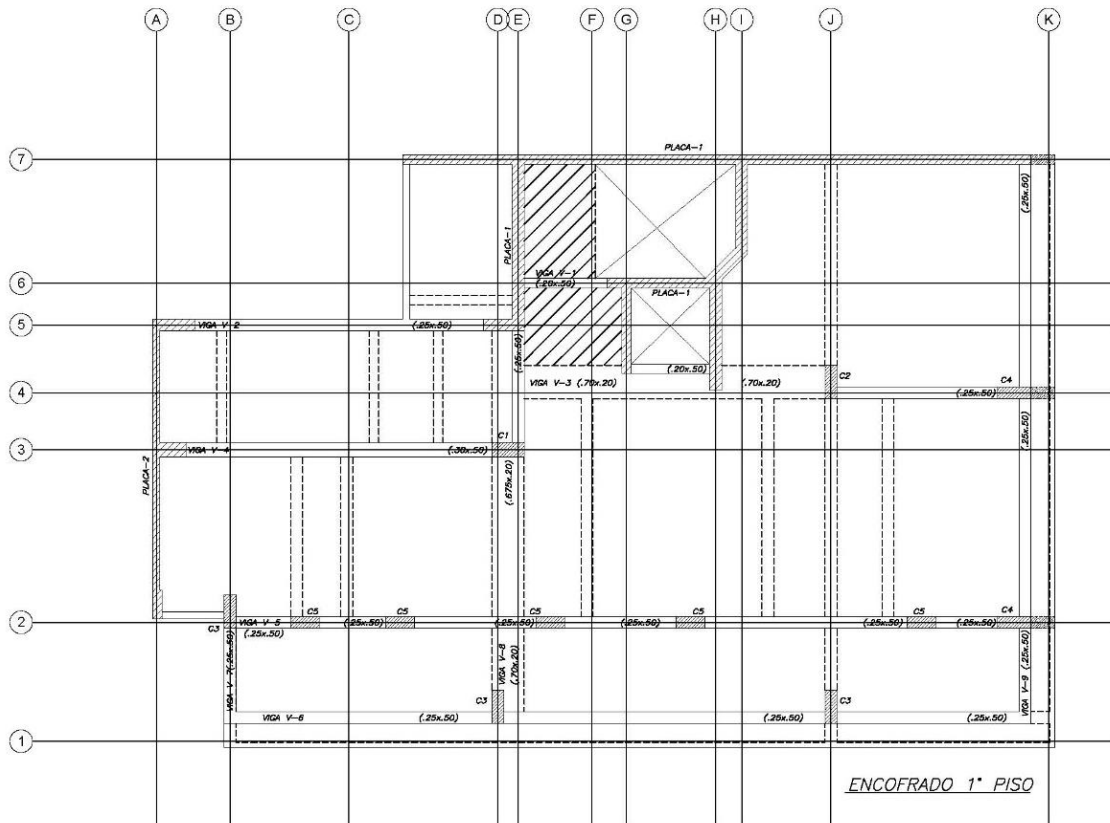 A B C D E F G H I J K
7
PLACA-1
(.25x.50)
PLACA-1
6
VIGA V-1
(.20x.50)
PLACA-1
5
VIGA V-2
(.25x.50)
(.25x.50)
(.20x.50)
VIGA V-3 (.70x.20)
(.70x.20)
C2
C4
4
(.25x.50)
(.25x.50)
C1
3
VIGA V-4
(.30x.50)
PLACA-2
(.675x.20)
C5
C5
C5
C5
C5
C4
2
C3
VIGA V-5
(.25x.50)
(.25x.50)
(.25x.50)
(.25x.50)
(.25x.50)
(.25x.50)
VIGA V-7(.25x.50)
VIGA V-8
(.70x.20)
VIGA V-9
(.25x.50)
C3
C3
VIGA V-6
(.25x.50)
(.25x.50)
(.25x.50)
1
ENCOFRADO 1° PISO